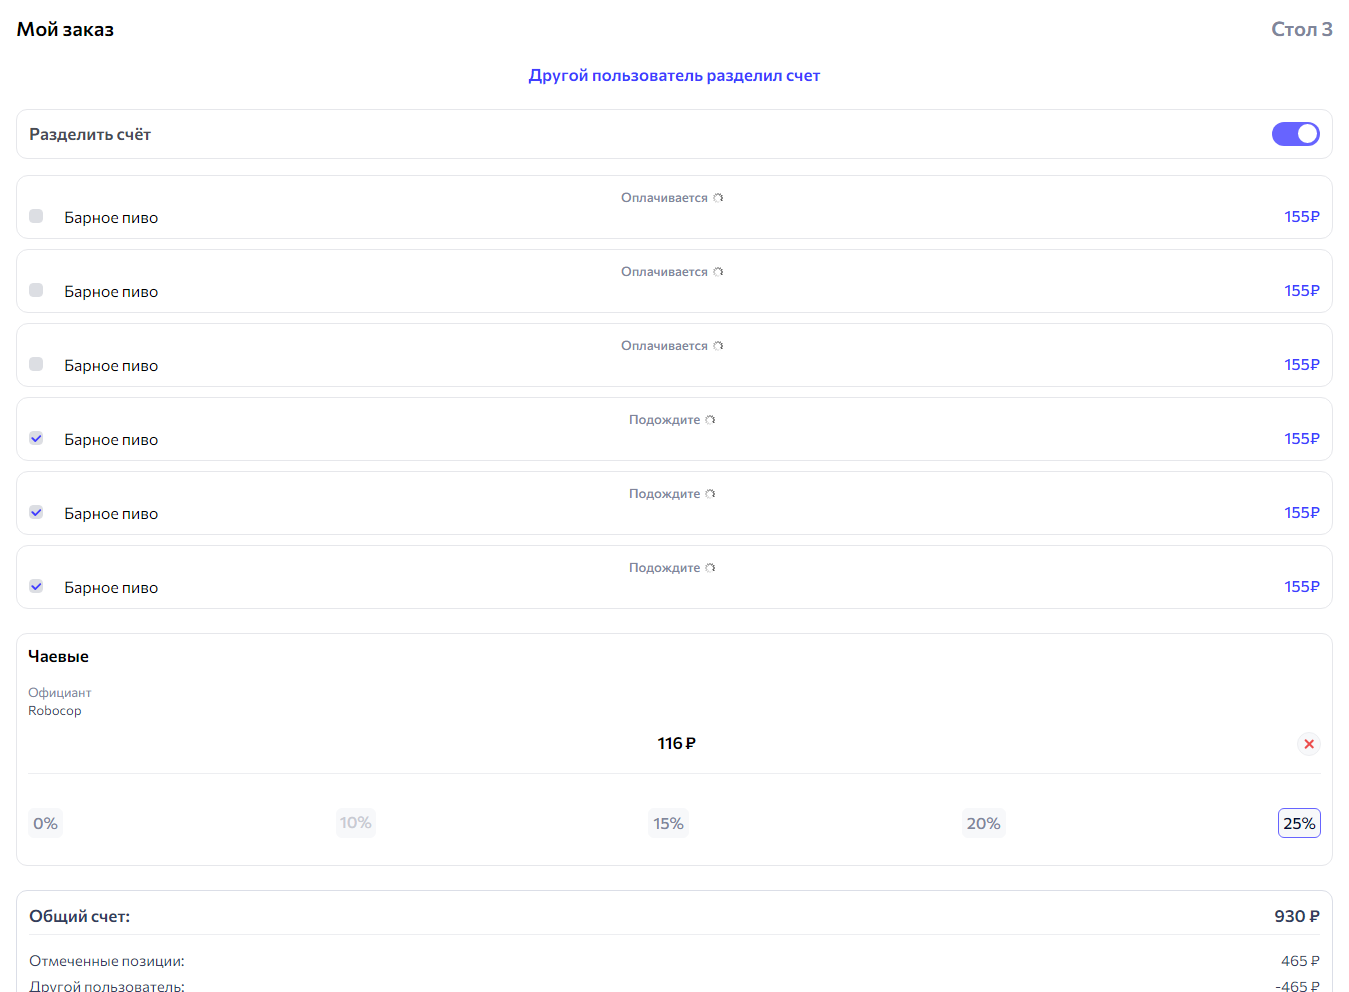 Мой заказ
Стол 3
Другой пользователь разделил счет
Разделить счёт
Оплачивается
Барное пиво
155₽
Оплачивается
Барное пиво
155₽
Оплачивается
Барное пиво
155₽
Подождите
Барное пиво
155₽
Подождите
Барное пиво
155₽
Подождите
Барное пиво
155₽
Чаевые
Официант
Robocop
116 ₽
0%
10%
15%
20%
25%
Общий счет:
930 ₽
Отмеченные позиции:
465 ₽
Другой пользователь:
-465 ₽